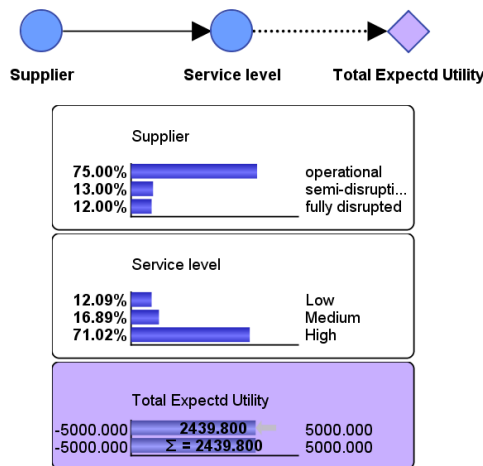 Supplier Service level Total Expectd Utility
Supplier
75.00% operational
13.00% semi-disrupti...
12.00% fully disrupted
Service level
12.09% Low
16.89% Medium
71.02% High
Total Expectd Utility
-5000.000 2439.800 5000.000
-5000.000 Σ = 2439.800 5000.000